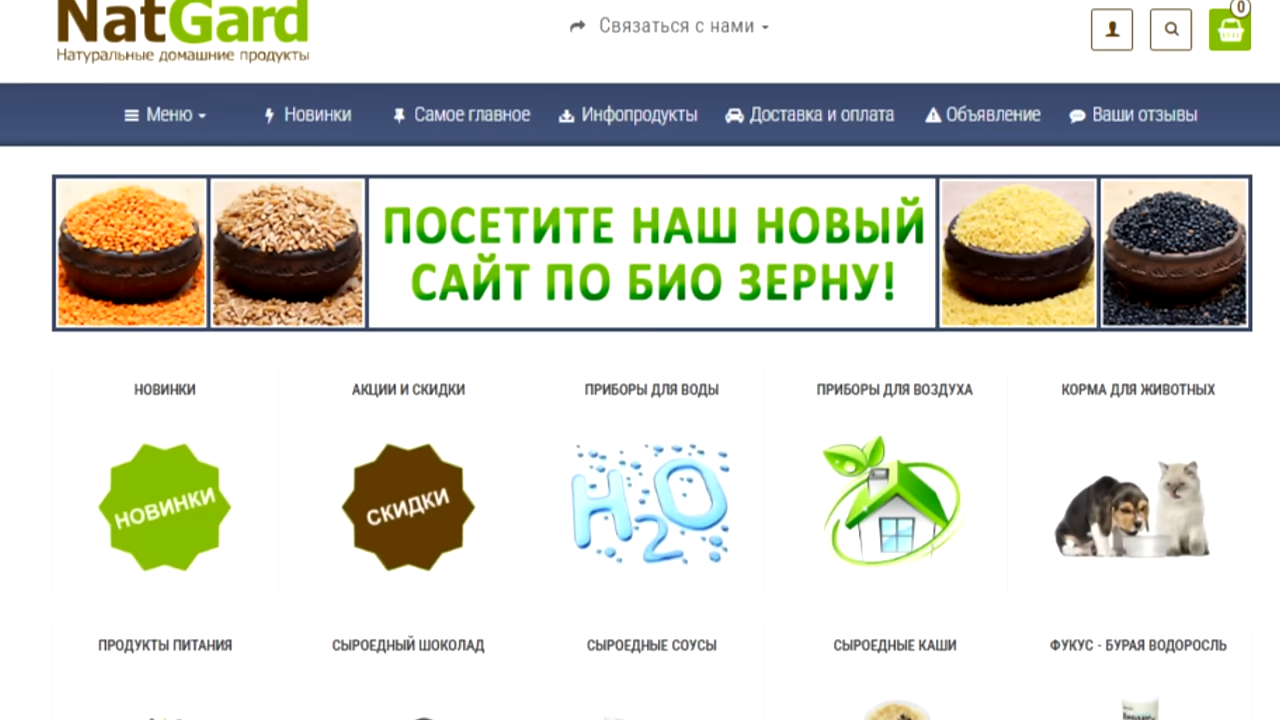 NatGard
Натуральные домашние продукты
Связаться с нами
0
Меню Новинки Самое главное Инфопродукты Доставка и оплата Объявление Ваши отзывы
ПОСЕТИТЕ НАШ НОВЫЙ
САЙТ ПО БИО ЗЕРНУ!
НОВИНКИ АКЦИИ И СКИДКИ ПРИБОРЫ ДЛЯ ВОДЫ ПРИБОРЫ ДЛЯ ВОЗДУХА КОРМА ДЛЯ ЖИВОТНЫХ
НОВИНКИ СКИДКИ H2O
ПРОДУКТЫ ПИТАНИЯ СЫРОЕДНЫЙ ШОКОЛАД СЫРОЕДНЫЕ СОУСЫ СЫРОЕДНЫЕ КАШИ ФУКУС - БУРАЯ ВОДОРОСЛЬ